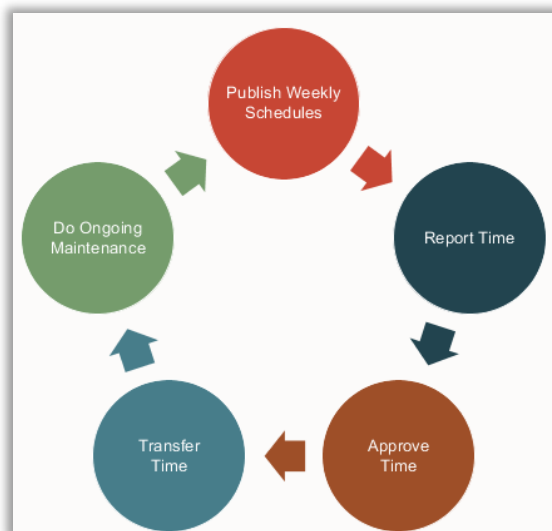 Publish Weekly
Schedules
Report Time
Approve
Time
Transfer
Time
Do Ongoing
Maintenance